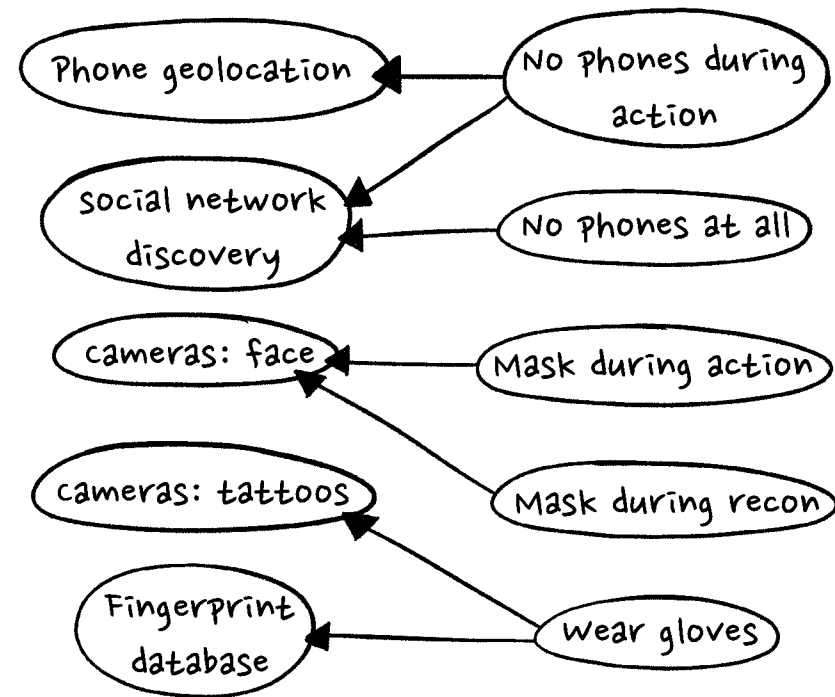 Phone geolocation
No phones during
action
social network
discovery
No phones at all
cameras: face
Mask during action
cameras: tattoos
Mask during recon
Fingerprint
database
wear gloves